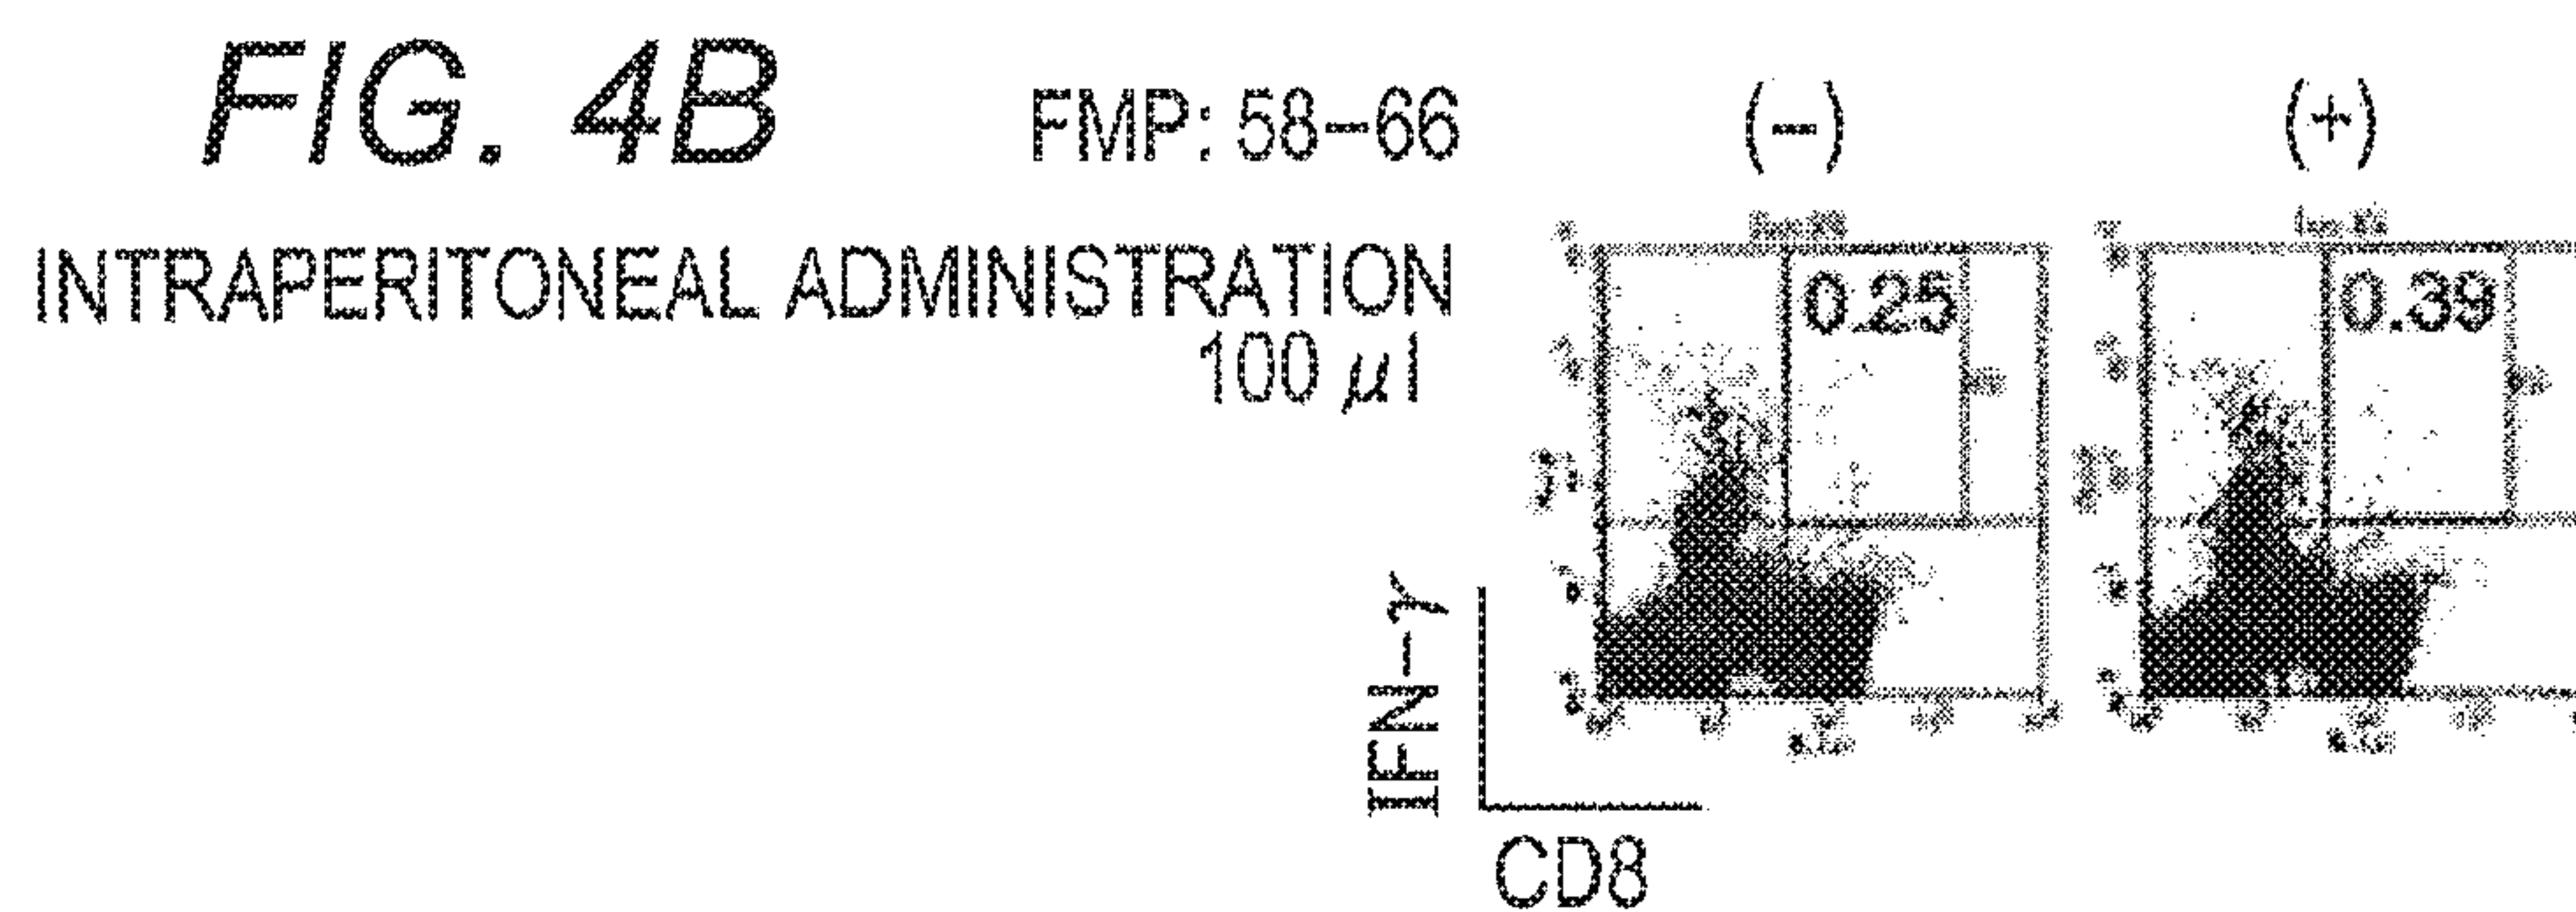 FIG. 4B
FMP: 58-66 (-) (+)
INTRAPERITONEAL ADMINISTRATION
100 μl
0.25
0.39
IFN-γ
CD8